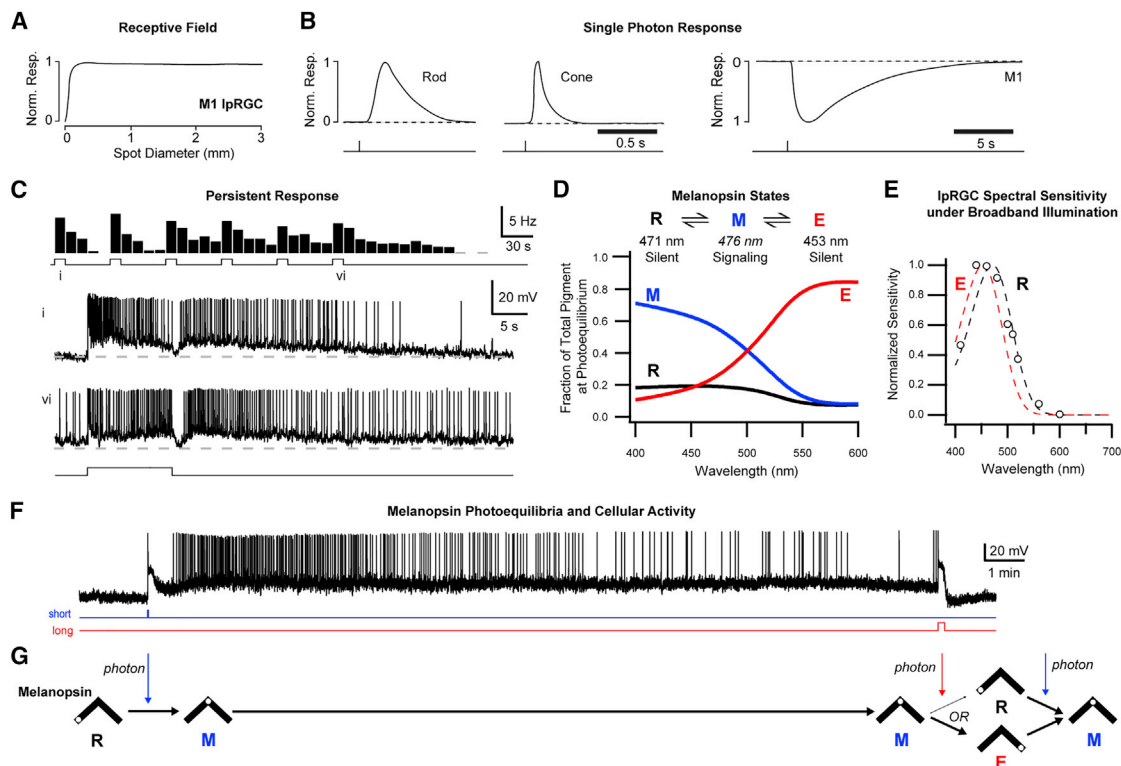 A
Receptive Field
Norm. Resp.
1
0
M1 IpRGC
0 1 2 3
Spot Diameter (mm)
B
Single Photon Response
Norm. Resp.
1
0
Rod
Cone
0.5 s
Norm. Resp.
0
1
M1
5 s
C
Persistent Response
5 Hz
30 s
i
vi
20 mV
5 s
i
vi
D
Melanopsin States
R M E
471 nm 476 nm 453 nm
Silent Signaling Silent
Fraction of Total Pigment
at Photoequilibrium
1.0
0.8
0.6
0.4
0.2
0.0
M
E
R
400 450 500 550 600
Wavelength (nm)
E
IpRGC Spectral Sensitivity
under Broadband Illumination
Normalized Sensitivity
1.0
0.8
0.6
0.4
0.2
0.0
E
R
400 500 600 700
Wavelength (nm)
F
Melanopsin Photoequilibria and Cellular Activity
20 mV
1 min
short
long
G
photon
photon
photon
Melanopsin
R
M
M
OR
R
E
M